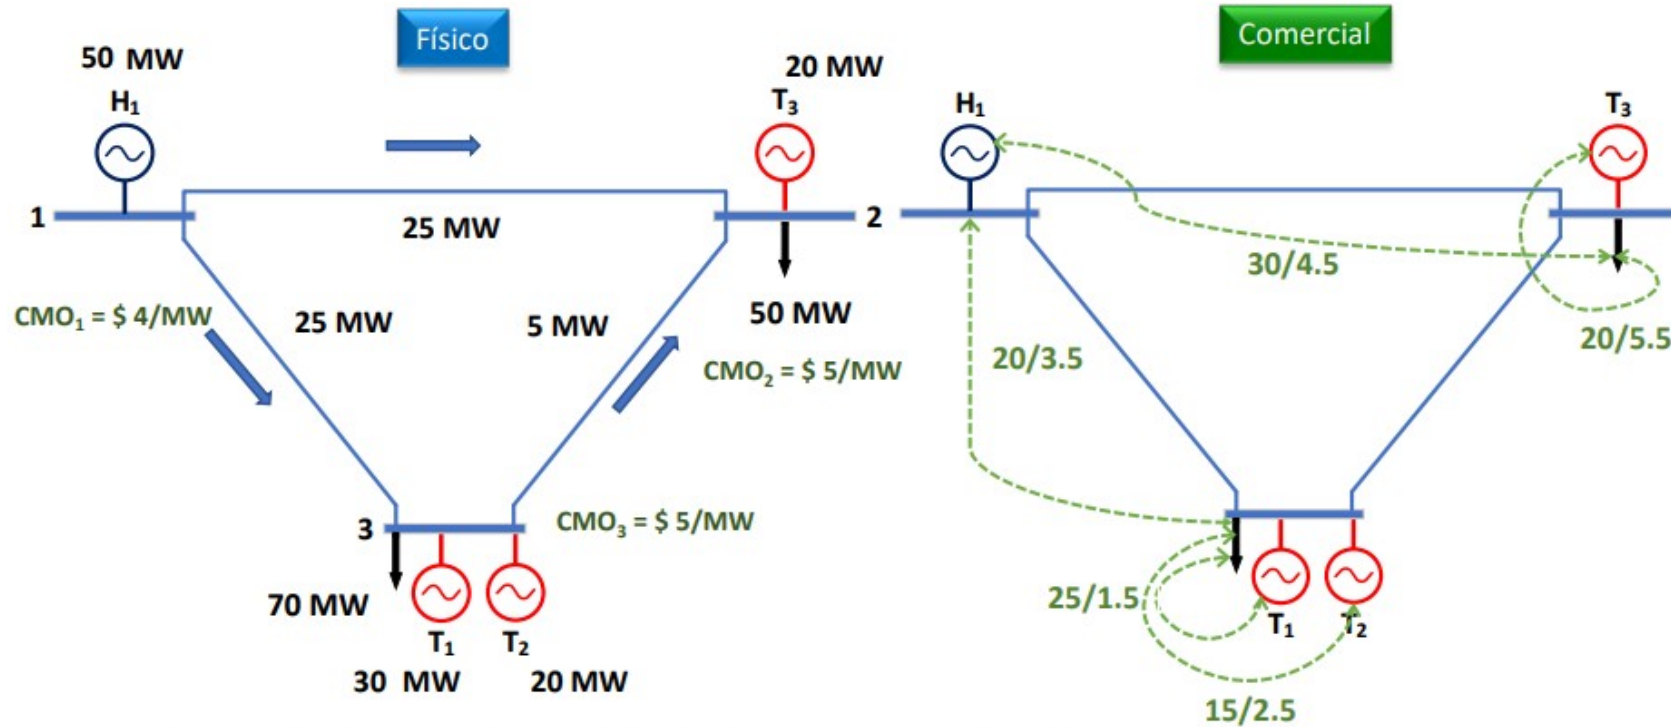 Físico
50 MW
H₁
20 MW
T₃
1
2
25 MW
CMO₁ = $ 4/MW
25 MW
5 MW
50 MW
CMO₂ = $ 5/MW
3
CMO₃ = $ 5/MW
70 MW
T₁
T₂
30 MW
20 MW
Comercial
H₁
T₃
30/4.5
20/5.5
20/3.5
25/1.5
T₁
T₂
15/2.5